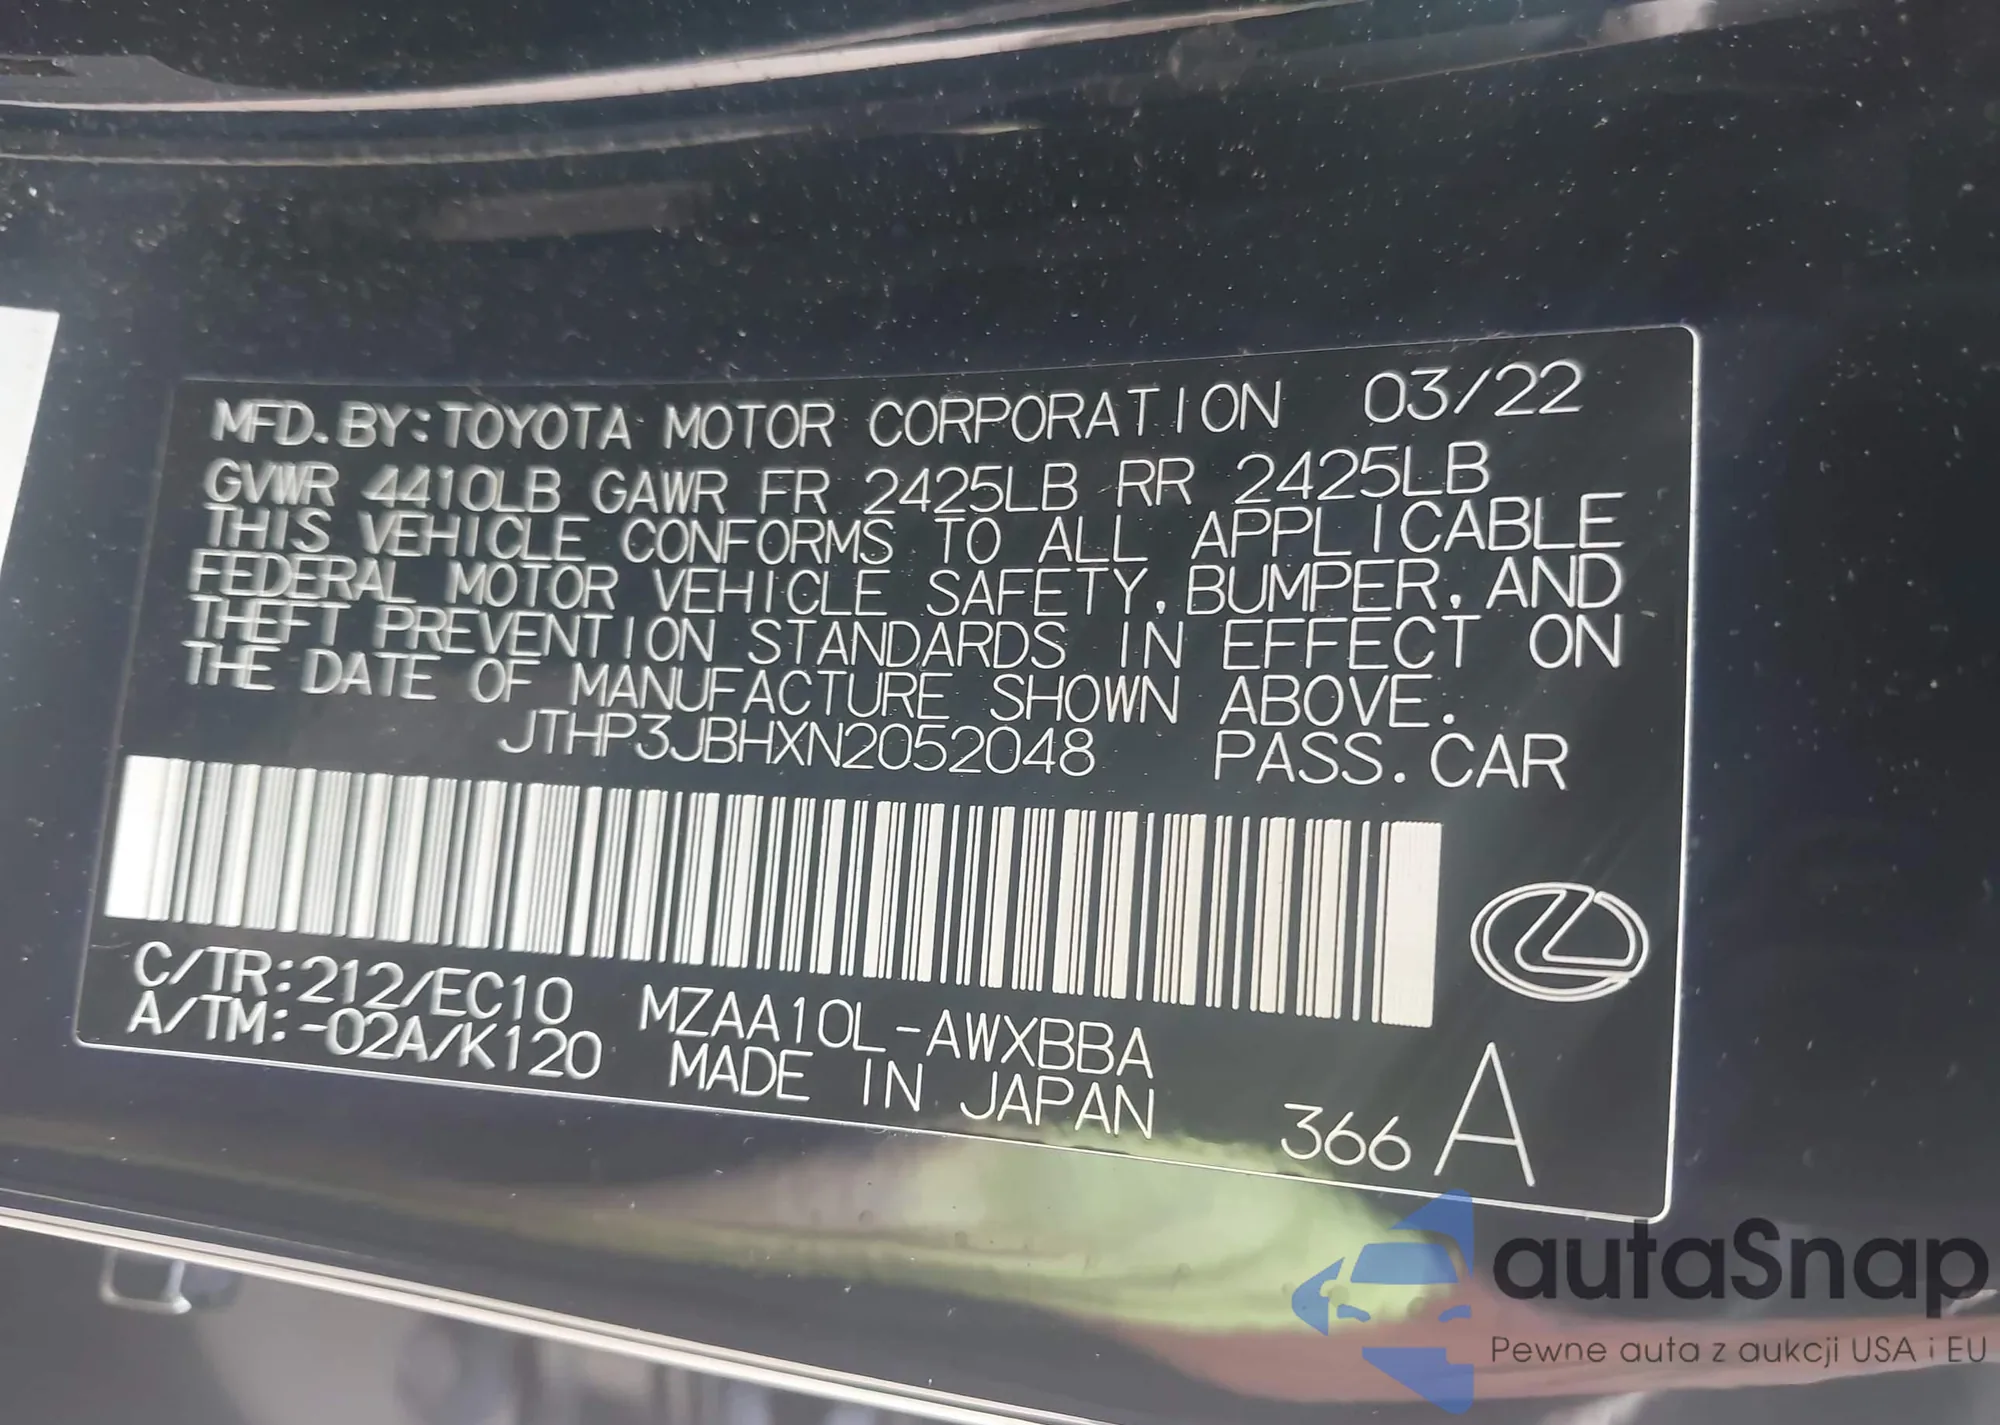 MFD. BY: TOYOTA MOTOR CORPORATION 03/22
GVWR 4410LB GAWR FR 2425LB RR 2425LB
THIS VEHICLE CONFORMS TO ALL APPLICABLE
FEDERAL MOTOR VEHICLE SAFETY, BUMPER, AND
THEFT PREVENTION STANDARDS IN EFFECT ON
THE DATE OF MANUFACTURE SHOWN ABOVE.
JTHP3JBHXN2052048 PASS. CAR
C/TR:212/EC10 MZAA10L-AWXBBA
A/TM:-02A/K120 MADE IN JAPAN
366 A
autaSnap
Pewne auta z aukcji USA i EU